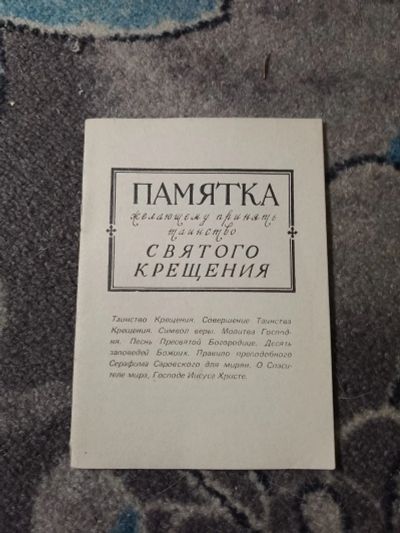 ПАМЯТКА
желающему принять
таинство
СВЯТОГО
КРЕЩЕНИЯ
Таинство Крещения. Совершение Таинства
Крещения. Символ веры. Молитва Господ-
ня. Песнь Пресвятой Богородице. Десять
заповедей Божиих. Правило преподобного
Серафима Саровского для мирян. О Спаси-
теле мира, Господе Иисусе Христе.